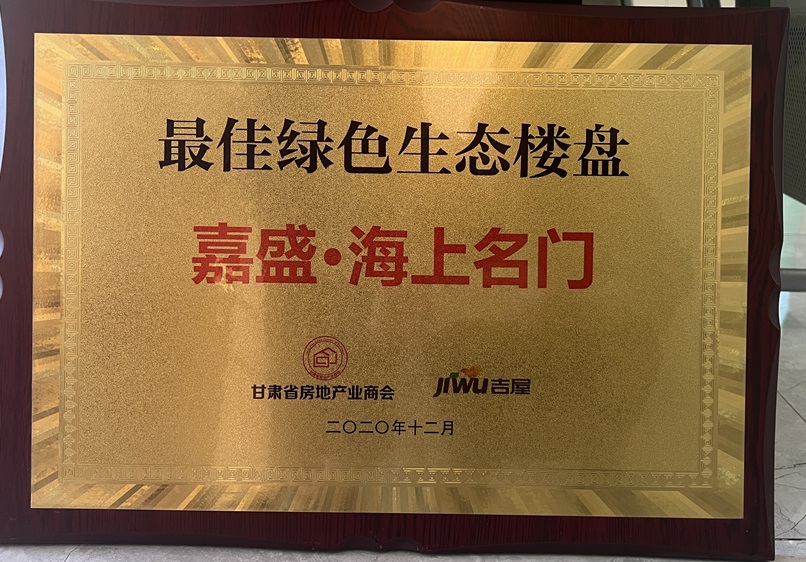 最佳绿色生态楼盘
嘉盛·海上名门
甘肃省房地产业商会
JIWU吉屋
二〇二〇年十二月